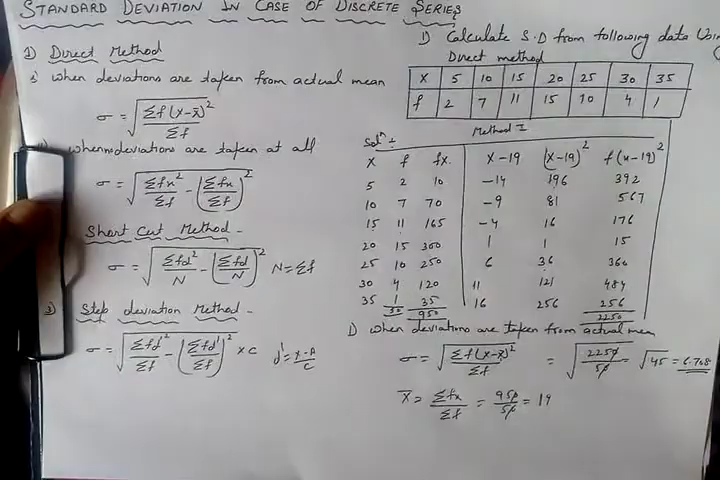 STANDARD DEVIATION IN CASE OF DISCRETE SERIES
1) Direct Method
when deviations are taken from actual mean
σ = √(Σf(x-x̄)²/Σf)
when no deviations are taken at all
σ = √(Σfx²/Σf - (Σfx/Σf)²)
Short Cut Method -
σ = √(Σfd²/N - (Σfd/N)²) N = Σf
3) Step deviation Method -
σ = √(Σfd'²/Σf - (Σfd'/Σf)²) × c d' = x-A/c
1) Calculate S.D from following data Using
Direct method
X 5 10 15 20 25 30 35
f 2 7 11 15 10 4 1
Method I
Solⁿ :-
X f fx. X-19 (x-19)² f(x-19)²
5 2 10 -14 196 392
10 7 70 -9 81 567
15 11 165 -4 16 176
20 15 300 1 1 15
25 10 250 6 36 360
30 4 120 11 121 484
35 1 35 16 256 256
50 950 2250
1) when deviations are taken from actual mean
σ = √(Σf(x-x̄)²/Σf) = √(2250/50) = √45 = 6.708
X̄ = Σfx/Σf = 950/50 = 19